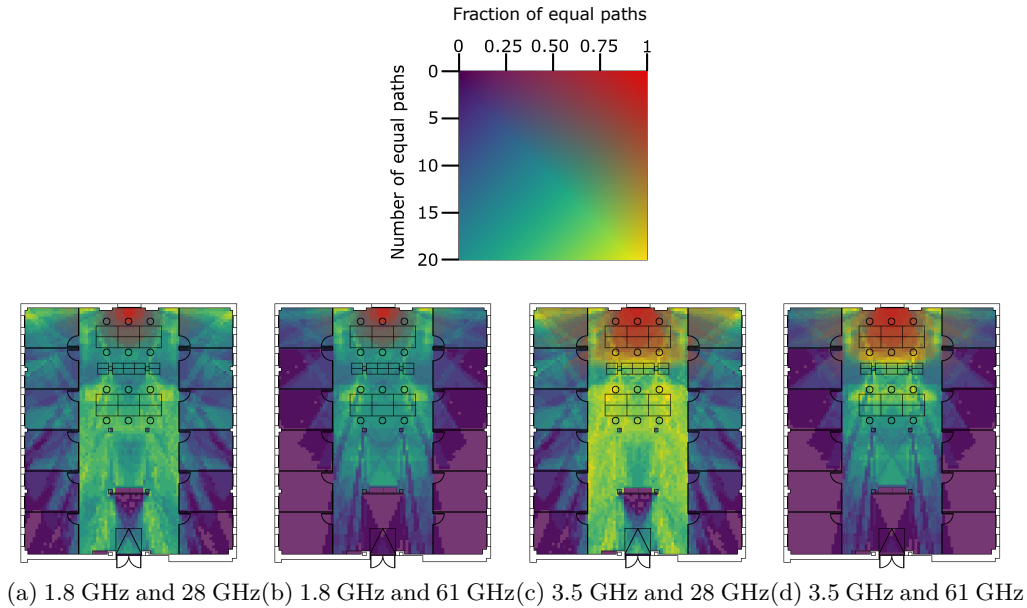 Fraction of equal paths
0 0.25 0.50 0.75 1
Number of equal paths
0
5
10
15
20
(a) 1.8 GHz and 28 GHz(b) 1.8 GHz and 61 GHz(c) 3.5 GHz and 28 GHz(d) 3.5 GHz and 61 GHz